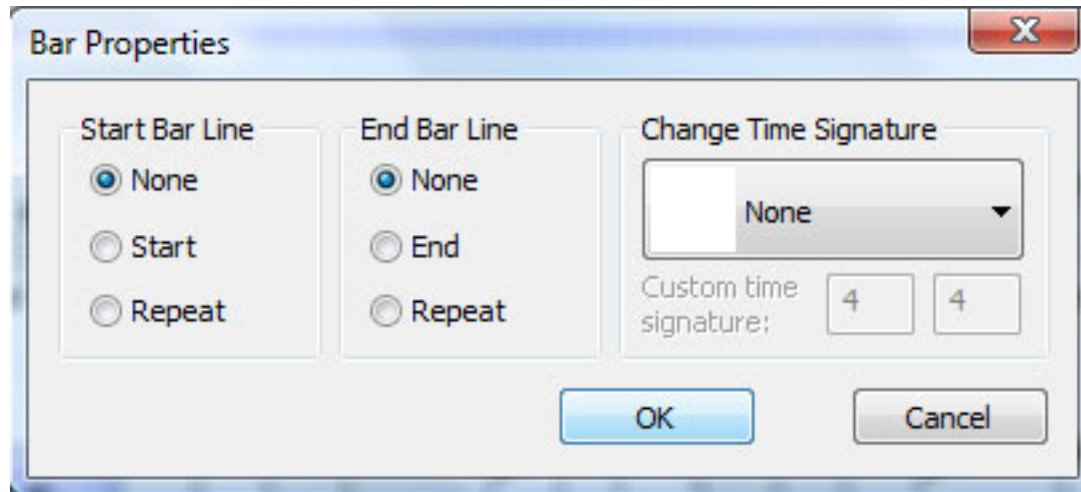 Bar Properties
Start Bar Line
None
Start
Repeat
End Bar Line
None
End
Repeat
Change Time Signature
None
Custom time
signature:
4 4
OK Cancel